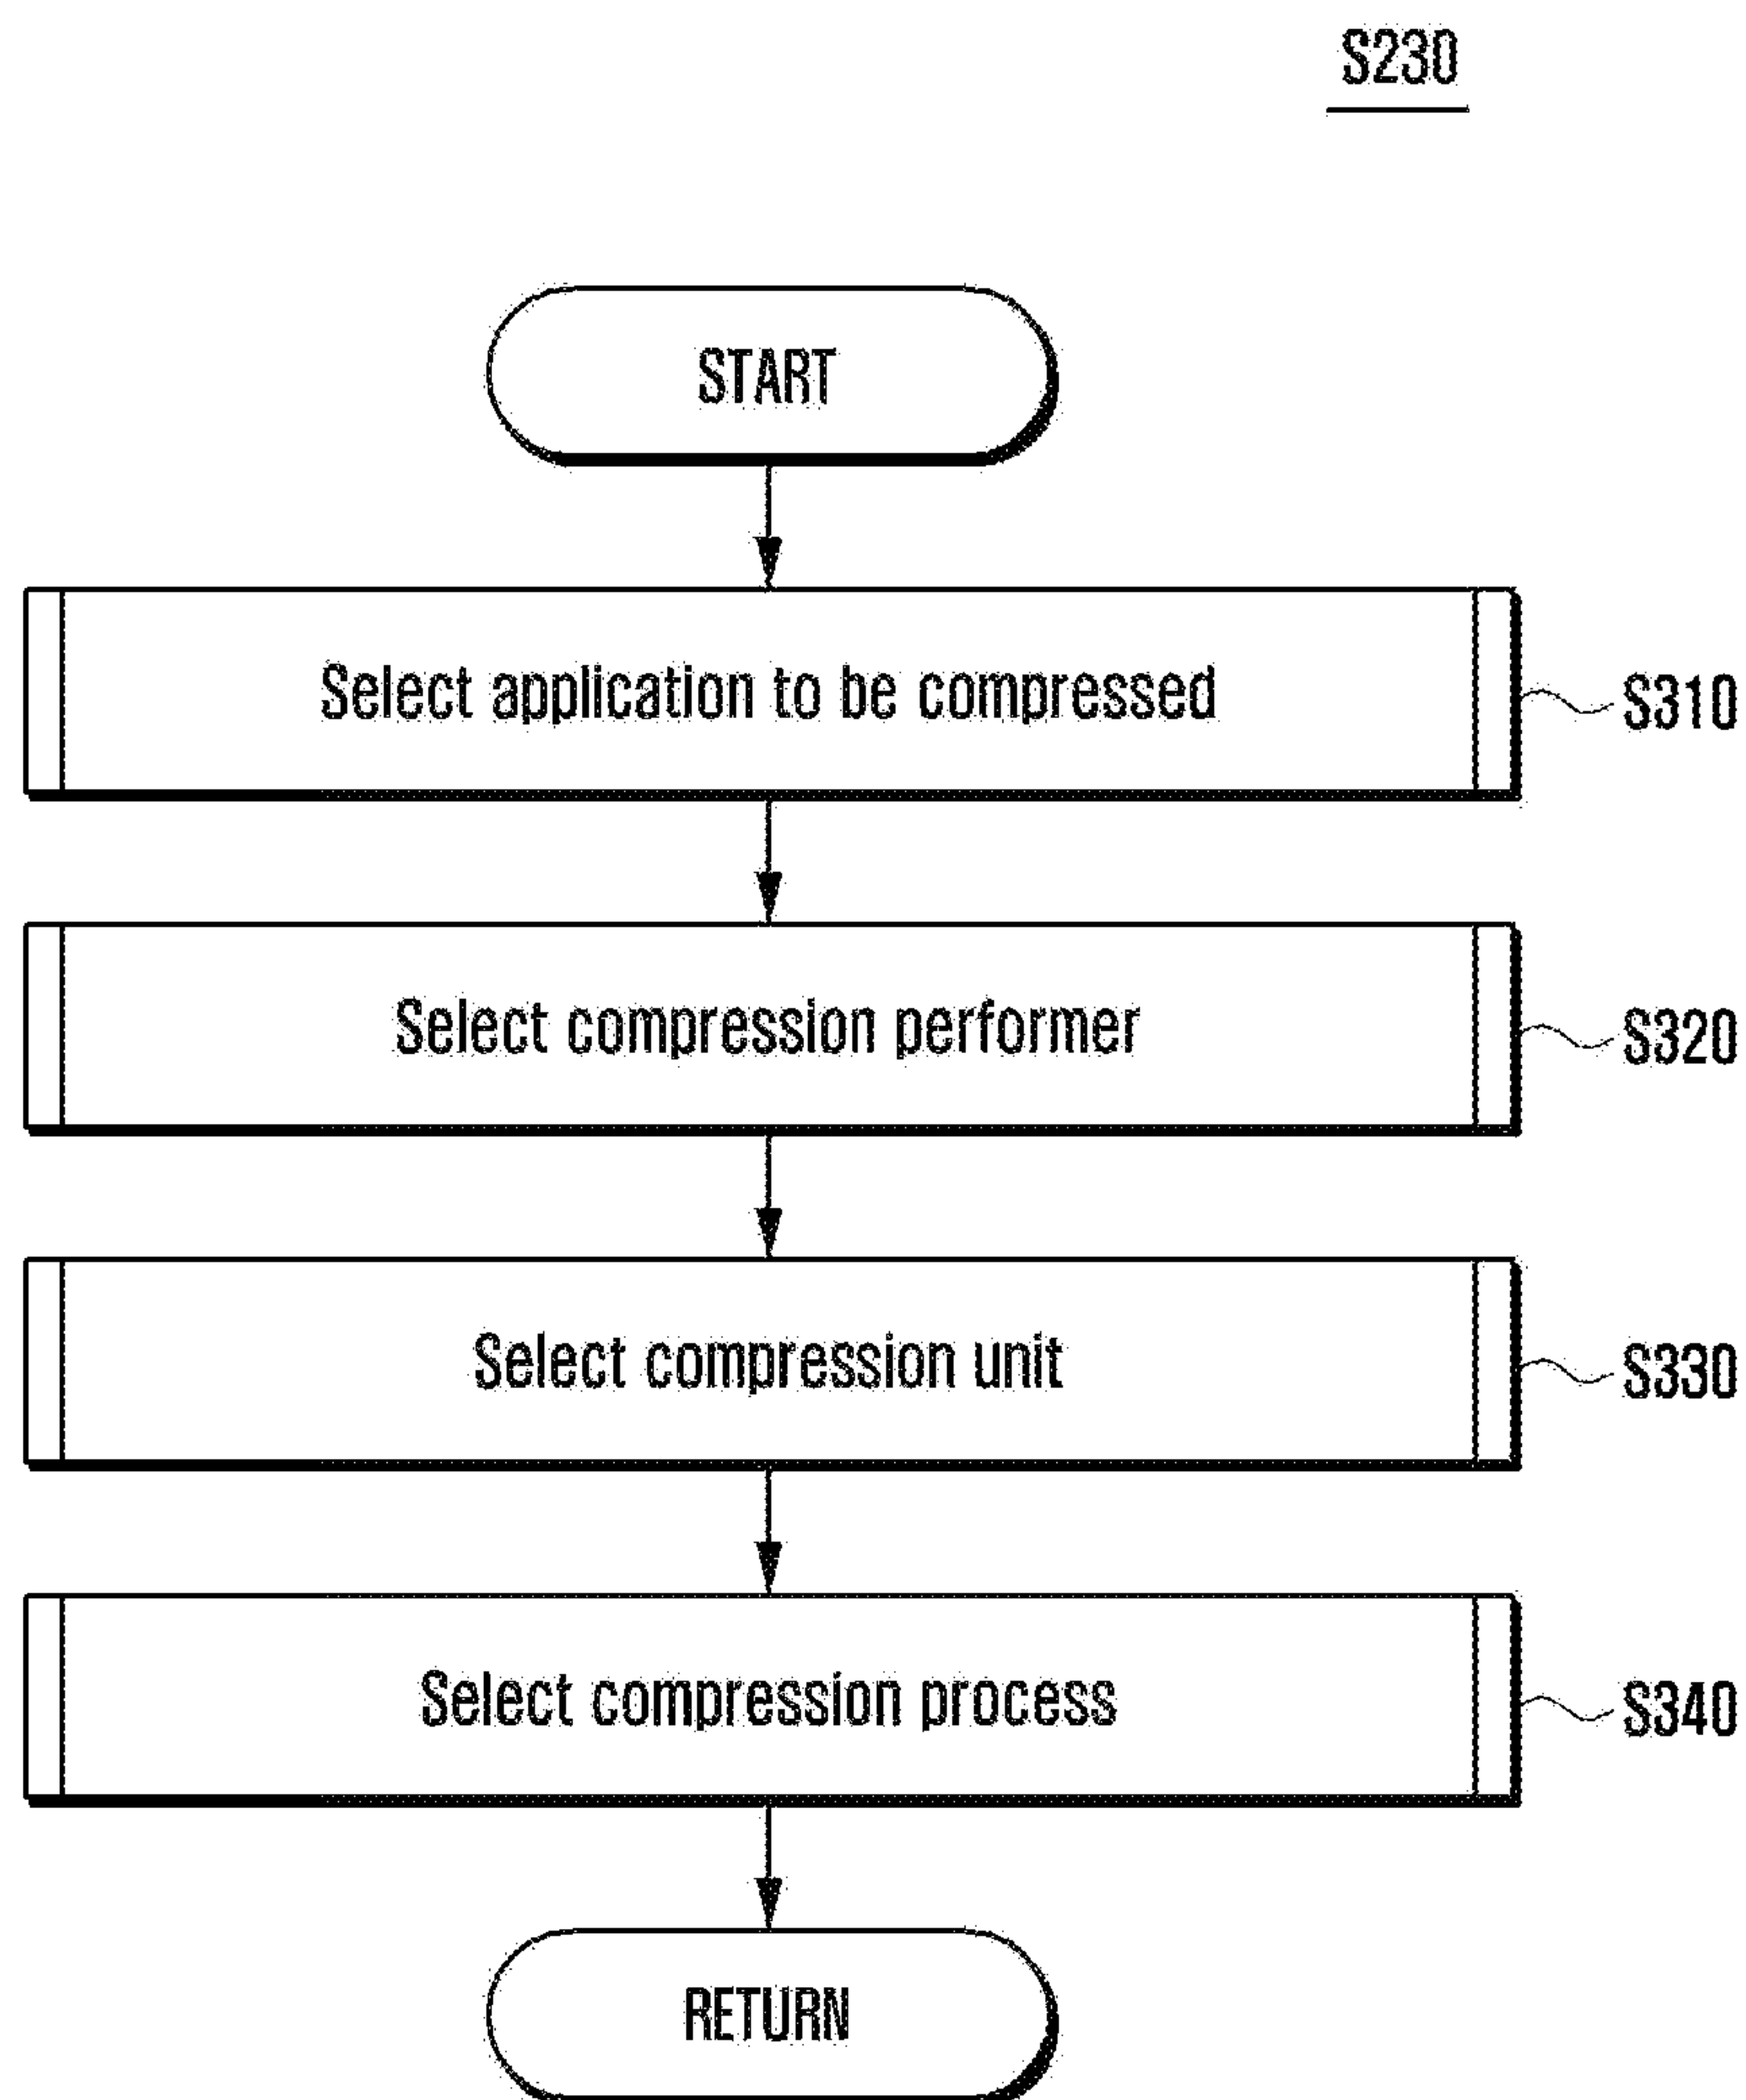 S230
START
Select application to be compressed
S310
Select compression performer
S320
Select compression unit
S330
Select compression process
S340
RETURN